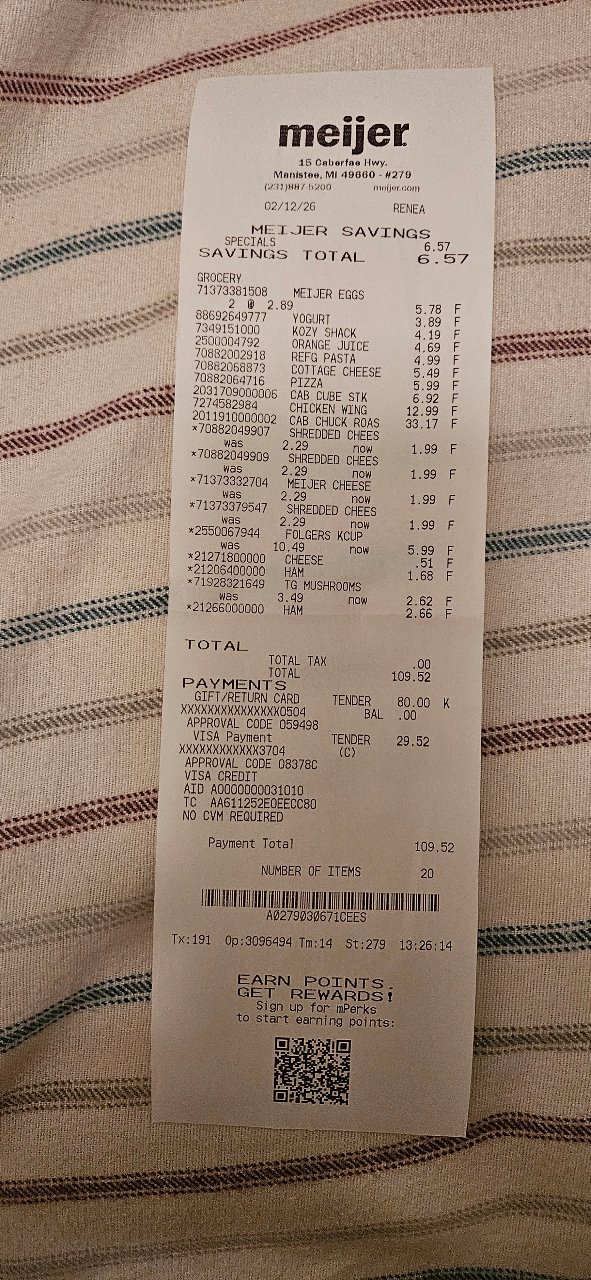 meijer
15 Caberfae Hwy.
Manistee, MI 49660 - #279
(231)887-5200 meijer.com
02/12/26 RENEA
MEIJER SAVINGS
SPECIALS 6.57
SAVINGS TOTAL 6.57
GROCERY
71373381508 MEIJER EGGS
2 @ 2.89 5.78 F
88692649777 YOGURT 3.89 F
7349151000 KOZY SHACK 4.19 F
2500004792 ORANGE JUICE 4.69 F
70882002918 REFG PASTA 4.99 F
70882068873 COTTAGE CHEESE 5.49 F
70882064716 PIZZA 5.99 F
2031709000006 CAB CUBE STK 6.92 F
7274582984 CHICKEN WING 12.99 F
2011910000002 CAB CHUCK ROAS 33.17 F
*70882049907 SHREDDED CHEES
was 2.29 now 1.99 F
*70882049909 SHREDDED CHEES
was 2.29 now 1.99 F
*71373332704 MEIJER CHEESE
was 2.29 now 1.99 F
*71373379547 SHREDDED CHEES
was 2.29 now 1.99 F
*2550067944 FOLGERS KCUP
was 10.49 now 5.99 F
*21271800000 CHEESE .51 F
*21206400000 HAM 1.68 F
*71928321649 TG MUSHROOMS
was 3.49 now 2.62 F
*21266000000 HAM 2.66 F
TOTAL
TOTAL TAX .00
TOTAL 109.52
PAYMENTS
GIFT/RETURN CARD TENDER 80.00 K
XXXXXXXXXXXXXXX0504 BAL .00
APPROVAL CODE 059498
VISA Payment TENDER 29.52
XXXXXXXXXXXX3704 (C)
APPROVAL CODE 08378C
VISA CREDIT
AID A0000000031010
TC AA611252E0EECC80
NO CVM REQUIRED
Payment Total 109.52
NUMBER OF ITEMS 20
A0279030671CEES
Tx:191 Op:3096494 Tm:14 St:279 13:26:14
EARN POINTS.
GET REWARDS!
Sign up for mPerks
to start earning points: